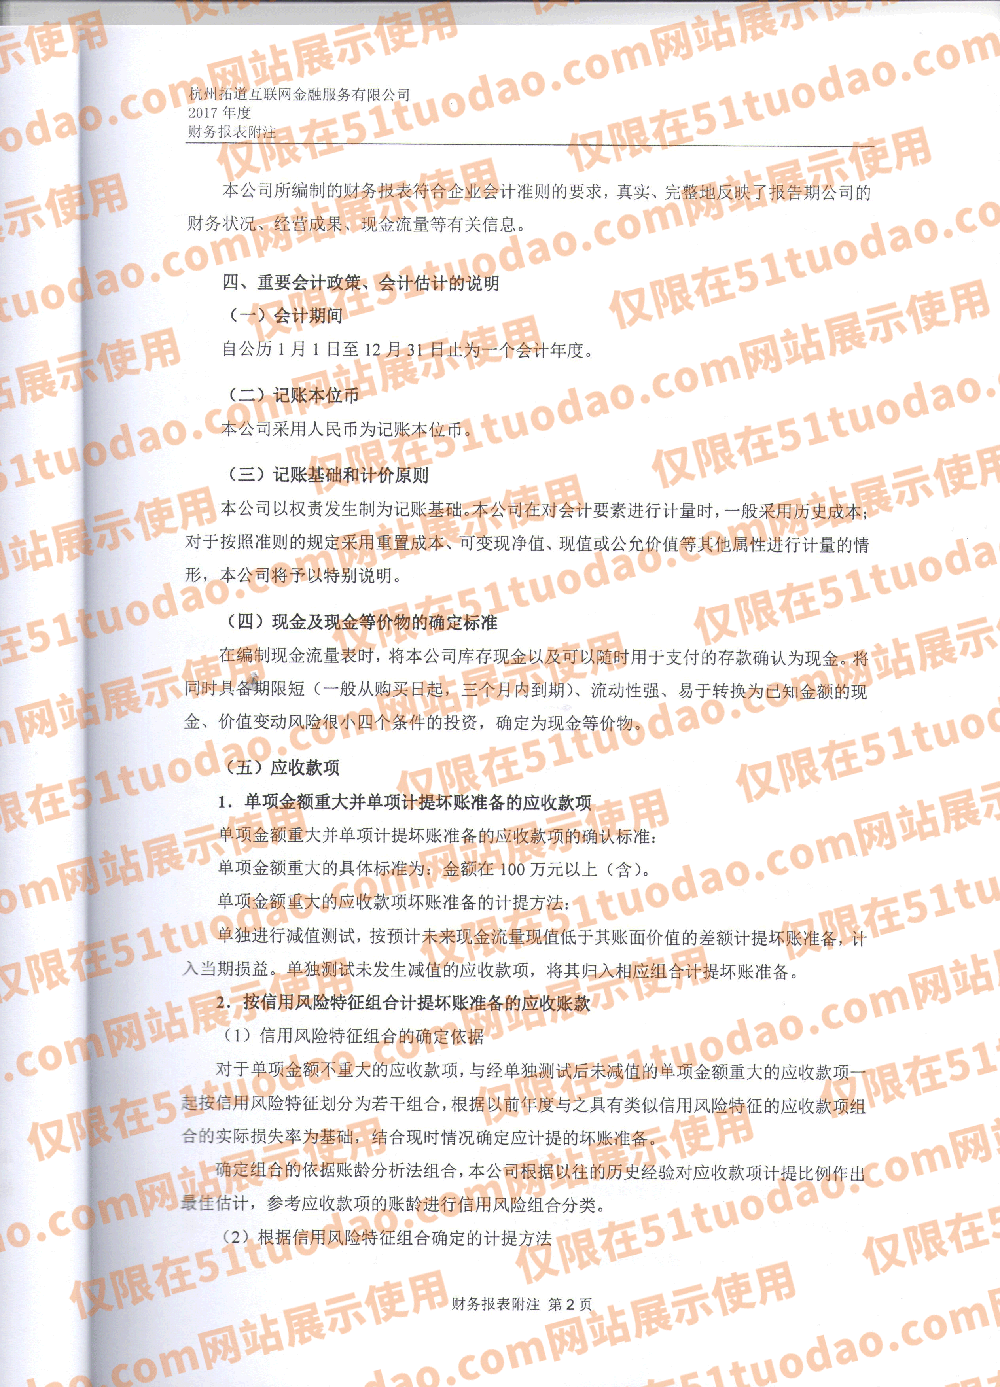 杭州拓道互联网金融服务有限公司
2017 年度
财务报表附注
本公司所编制的财务报表符合企业会计准则的要求，真实、完整地反映了报告期公司的
财务状况、经营成果、现金流量等有关信息。
四、重要会计政策、会计估计的说明
（一）会计期间
自公历 1 月 1 日至 12 月 31 日止为一个会计年度。
（二）记账本位币
本公司采用人民币为记账本位币。
（三）记账基础和计价原则
本公司以权责发生制为记账基础。本公司在对会计要素进行计量时，一般采用历史成本；
对于按照准则的规定采用重置成本、可变现净值、现值或公允价值等其他属性进行计量的情
形，本公司将予以特别说明。
（四）现金及现金等价物的确定标准
在编制现金流量表时，将本公司库存现金以及可以随时用于支付的存款确认为现金。将
同时具备期限短（一般从购买日起，三个月内到期）、流动性强、易于转换为已知金额的现
金、价值变动风险很小四个条件的投资，确定为现金等价物。
（五）应收款项
1．单项金额重大并单项计提坏账准备的应收款项
单项金额重大并单项计提坏账准备的应收款项的确认标准：
单项金额重大的具体标准为：金额在 100 万元以上（含）。
单项金额重大的应收款项坏账准备的计提方法：
单独进行减值测试，按预计未来现金流量现值低于其账面价值的差额计提坏账准备，计
入当期损益。单独测试未发生减值的应收款项，将其归入相应组合计提坏账准备。
2．按信用风险特征组合计提坏账准备的应收账款
（1）信用风险特征组合的确定依据
对于单项金额不重大的应收款项，与经单独测试后未减值的单项金额重大的应收款项一
起按信用风险特征划分为若干组合，根据以前年度与之具有类似信用风险特征的应收款项组
合的实际损失率为基础，结合现时情况确定应计提的坏账准备。
确定组合的依据账龄分析法组合，本公司根据以往的历史经验对应收款项计提比例作出
最佳估计，参考应收款项的账龄进行信用风险组合分类。
（2）根据信用风险特征组合确定的计提方法
财务报表附注 第 2 页
仅限在51tuodao.com网站展示使用